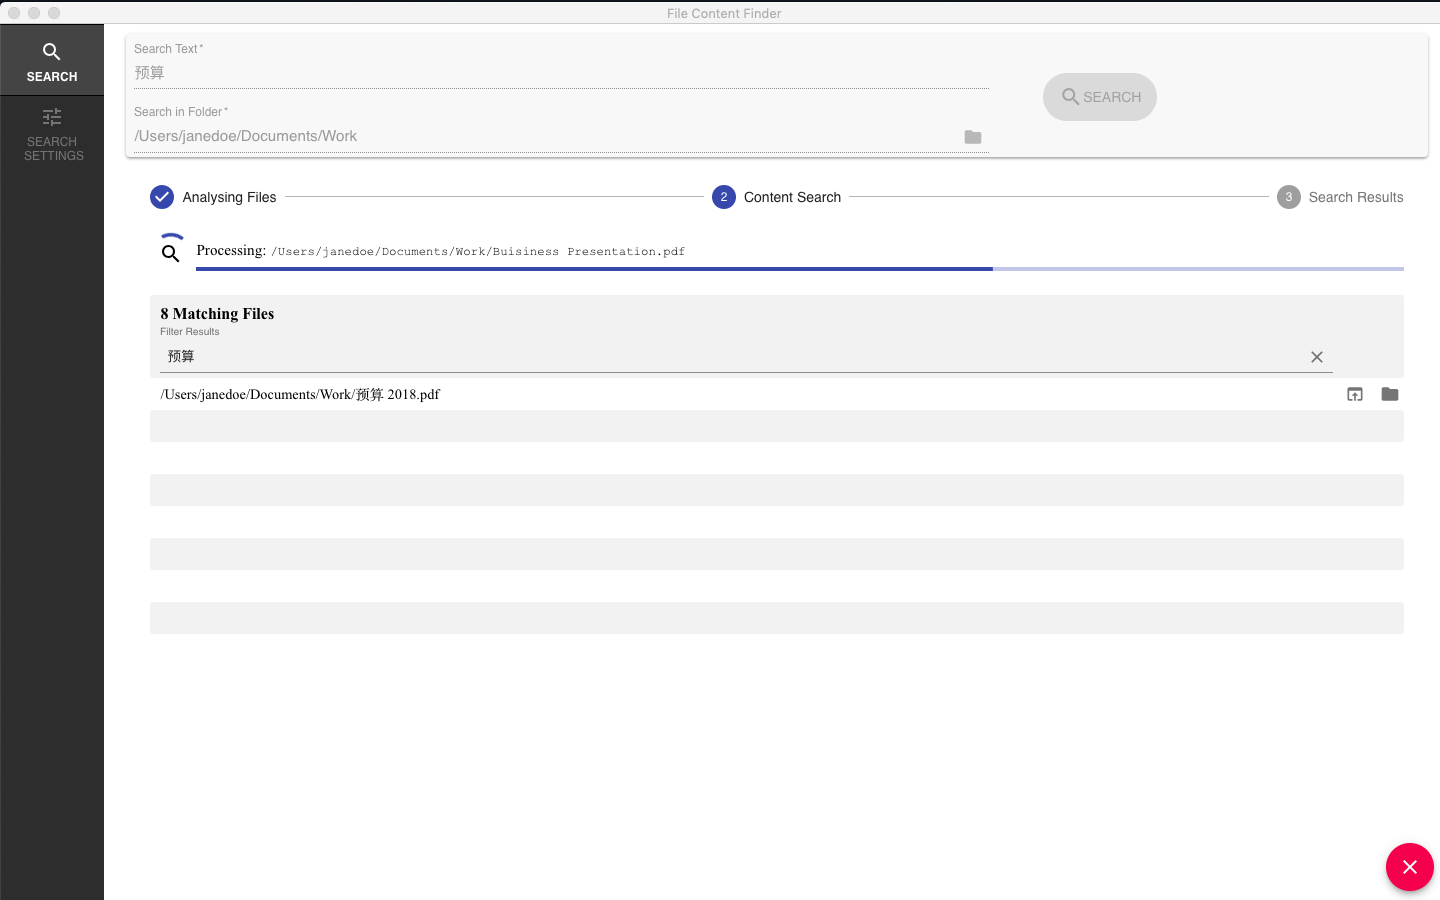 File Content Finder
SEARCH
SEARCH
SETTINGS
Search Text *
预算
Search in Folder *
/Users/janedoe/Documents/Work
SEARCH
Analysing Files
2 Content Search
3 Search Results
Processing: /Users/janedoe/Documents/Work/Buisiness Presentation.pdf
8 Matching Files
Filter Results
预算
/Users/janedoe/Documents/Work/预算 2018.pdf